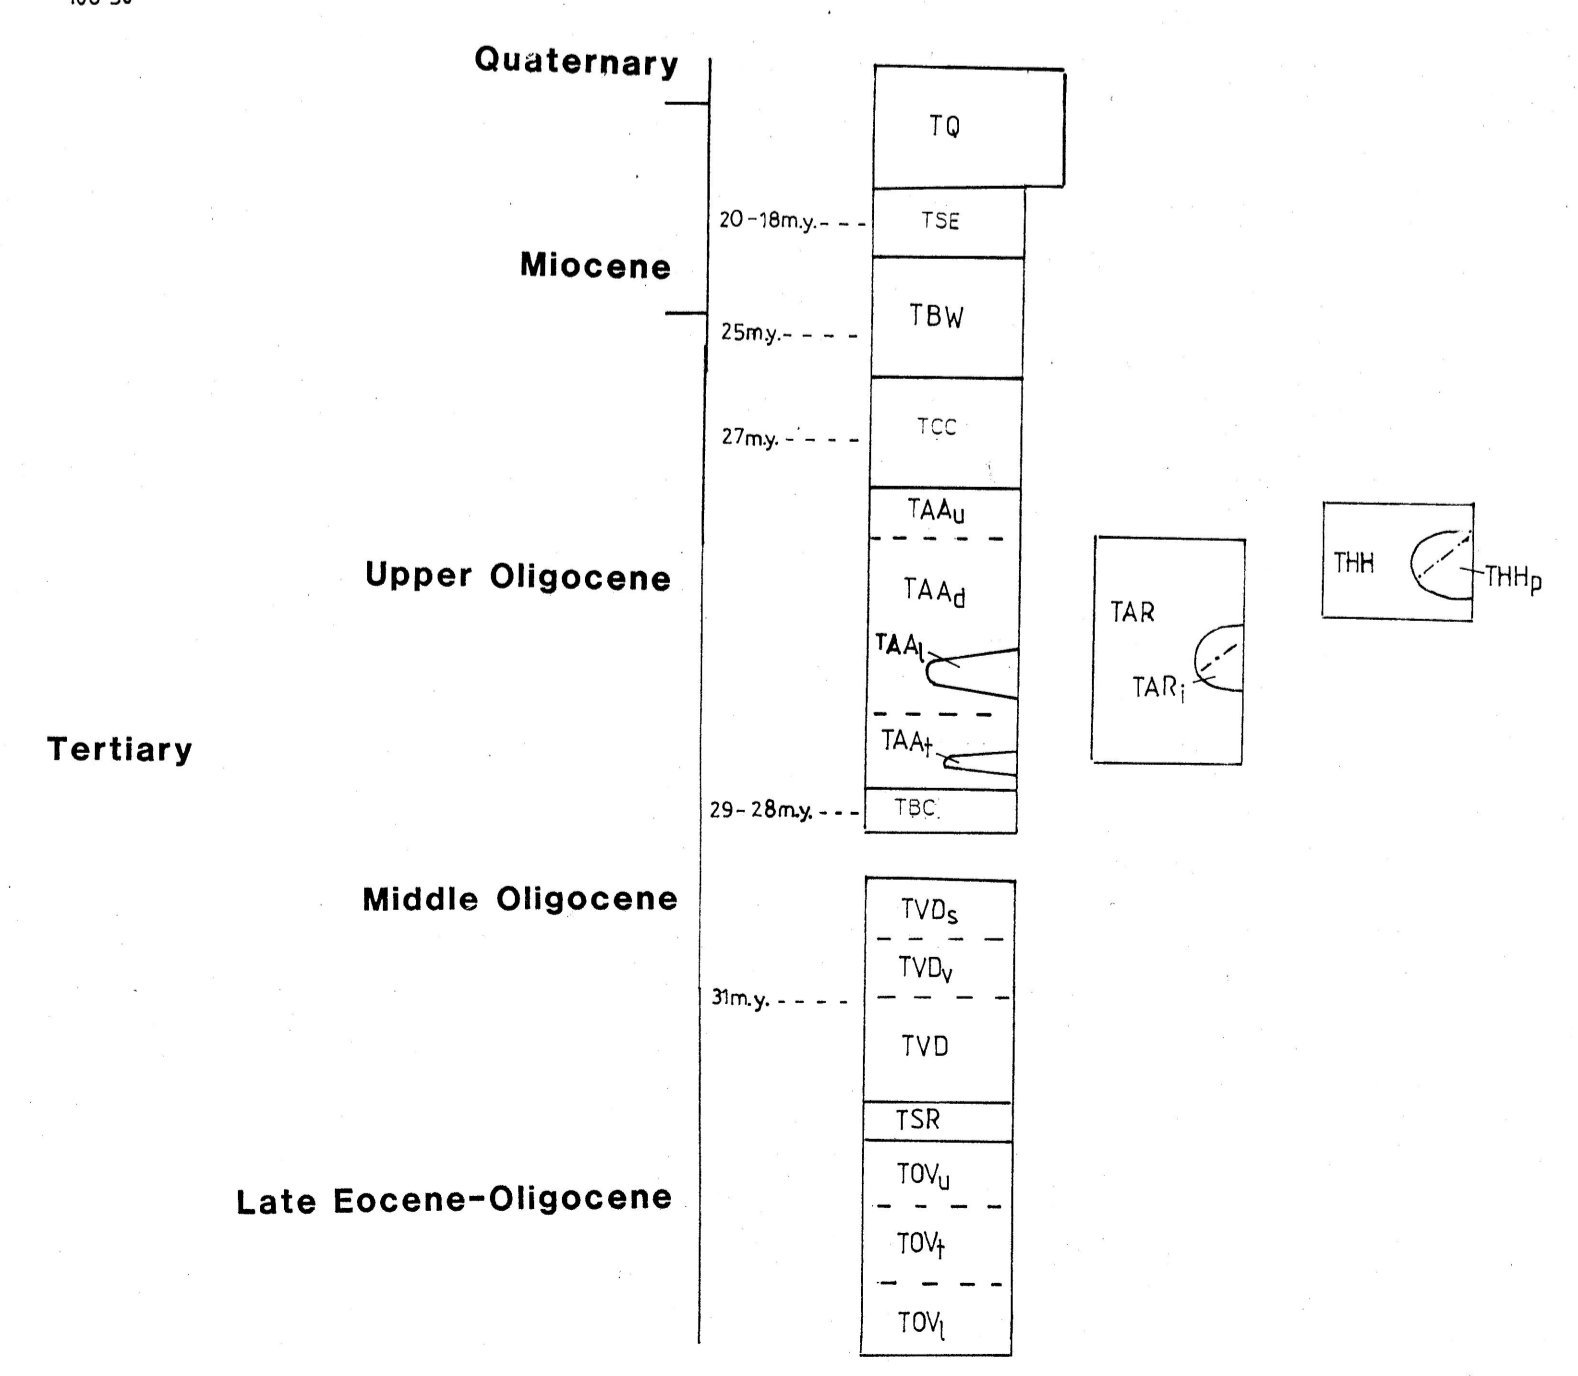 Quaternary
TQ
20-18m.y.- - -
TSE
Miocene
TBW
25m.y.- - - -
TCC
27m.y.- - - -
TAAu
Upper Oligocene
TAAd
THH
THHp
TAR
TAAl
TARi
TAAt
Tertiary
29-28m.y. - - -
TBC
Middle Oligocene
TVDs
TVDv
31m.y. - - - -
TVD
TSR
TOVu
Late Eocene-Oligocene
TOVt
TOVl